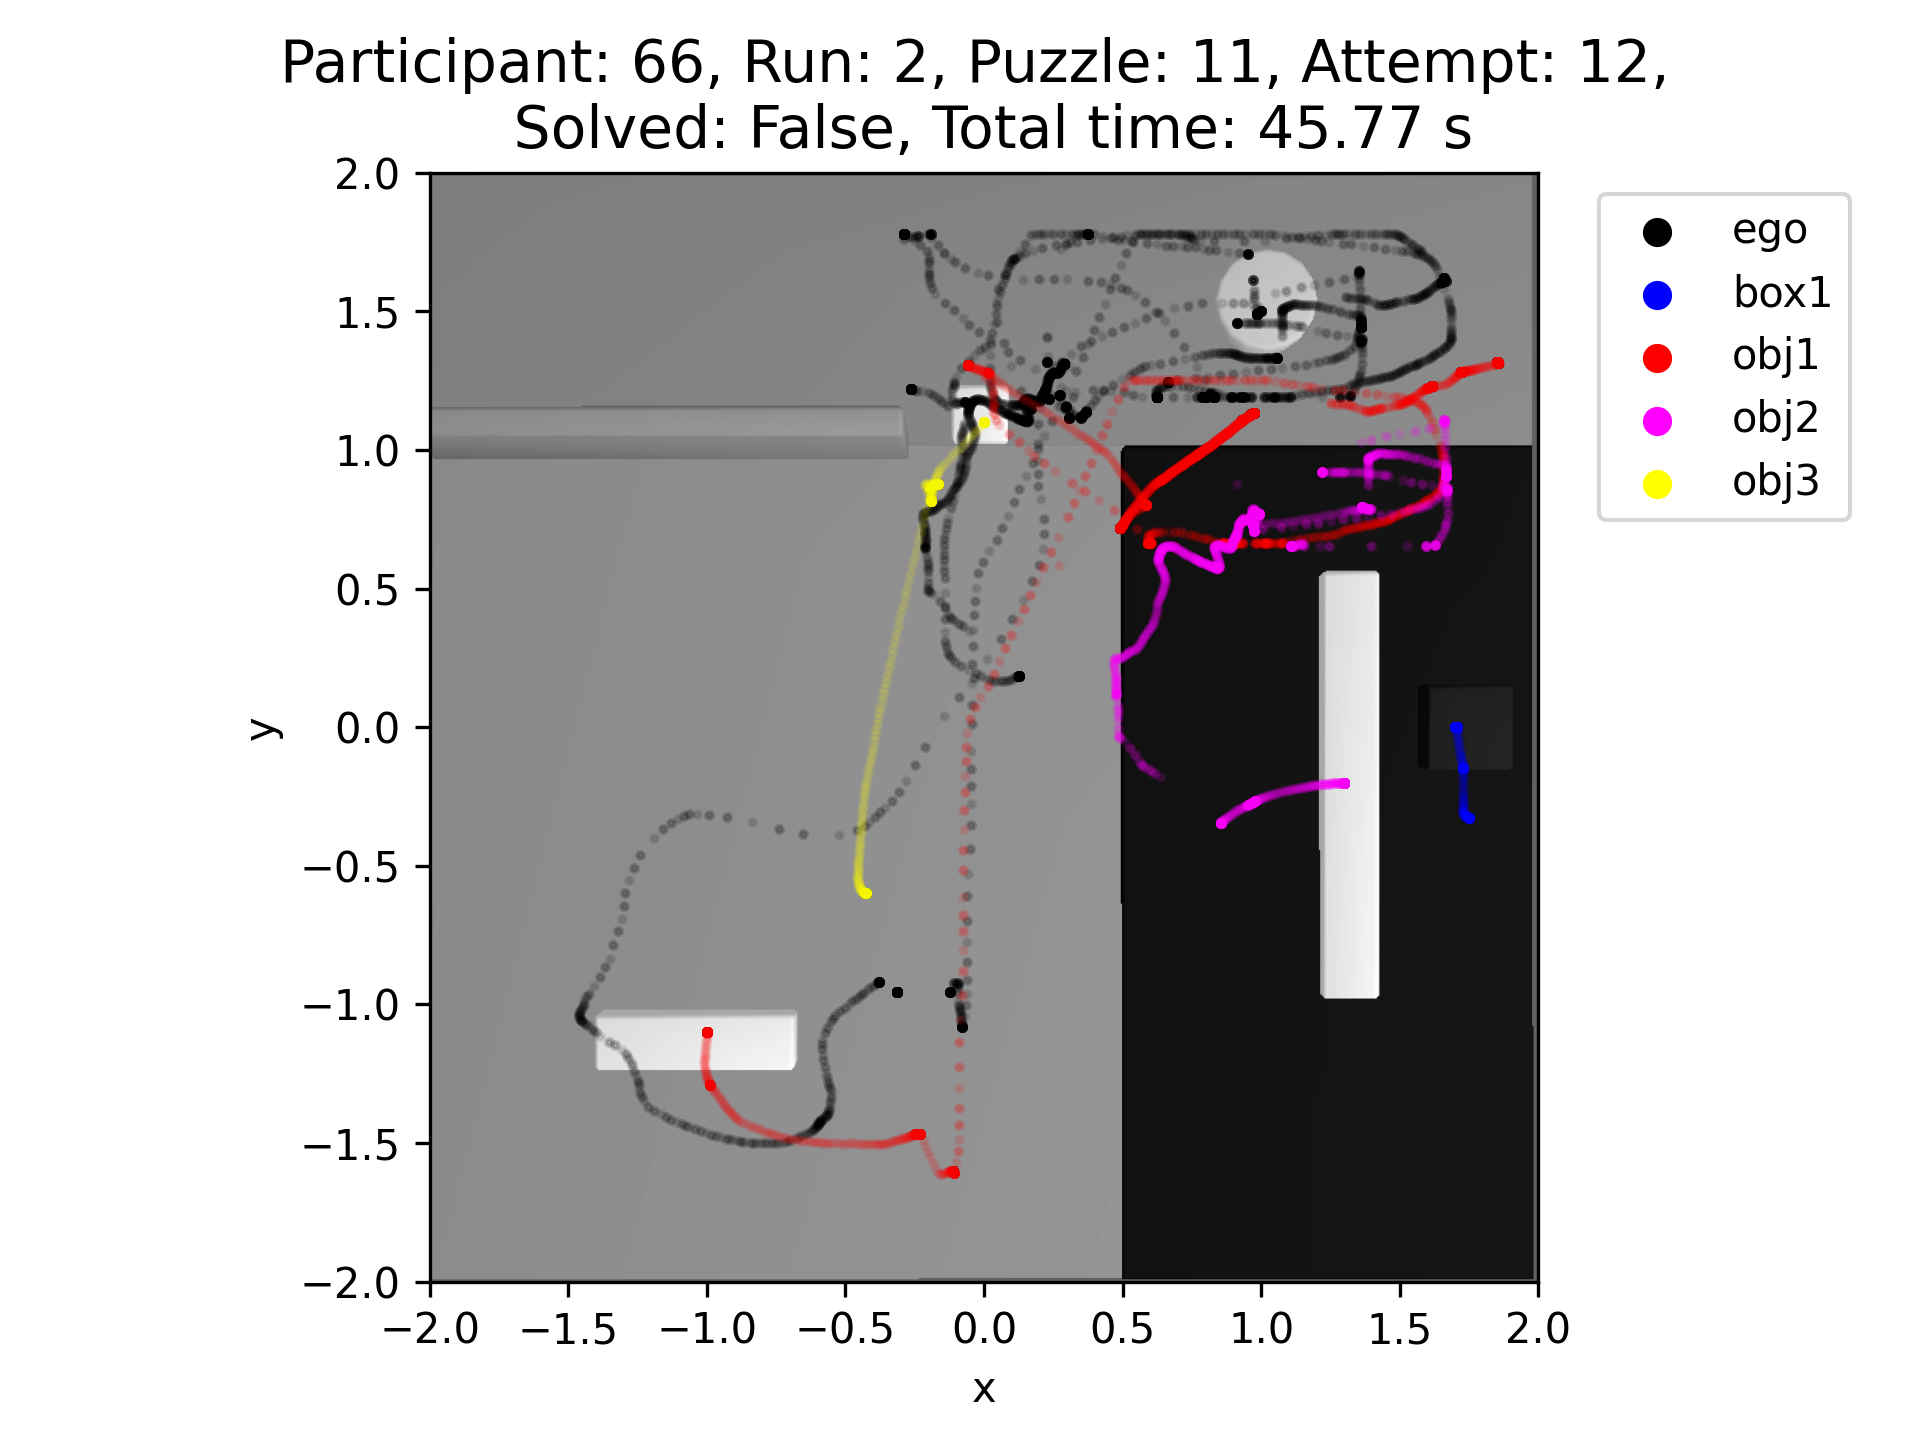 Participant: 66, Run: 2, Puzzle: 11, Attempt: 12,
Solved: False, Total time: 45.77 s
2.0
1.5
1.0
0.5
0.0
−0.5
−1.0
−1.5
−2.0
y
−2.0 −1.5 −1.0 −0.5 0.0 0.5 1.0 1.5 2.0
x
ego
box1
obj1
obj2
obj3